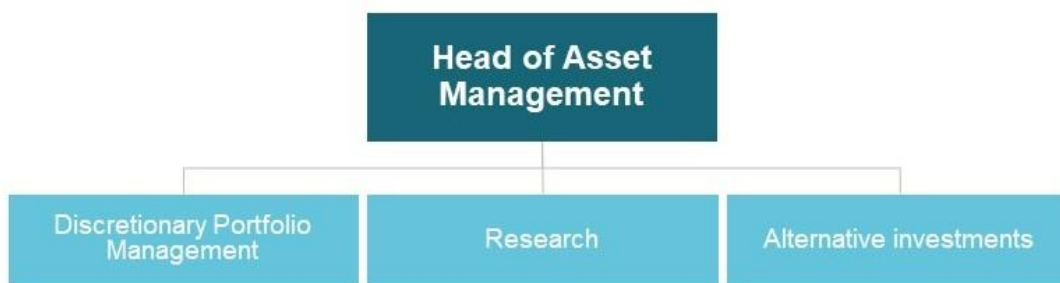 Head of Asset
Management
Discretionary Portfolio
Management
Research
Alternative investments